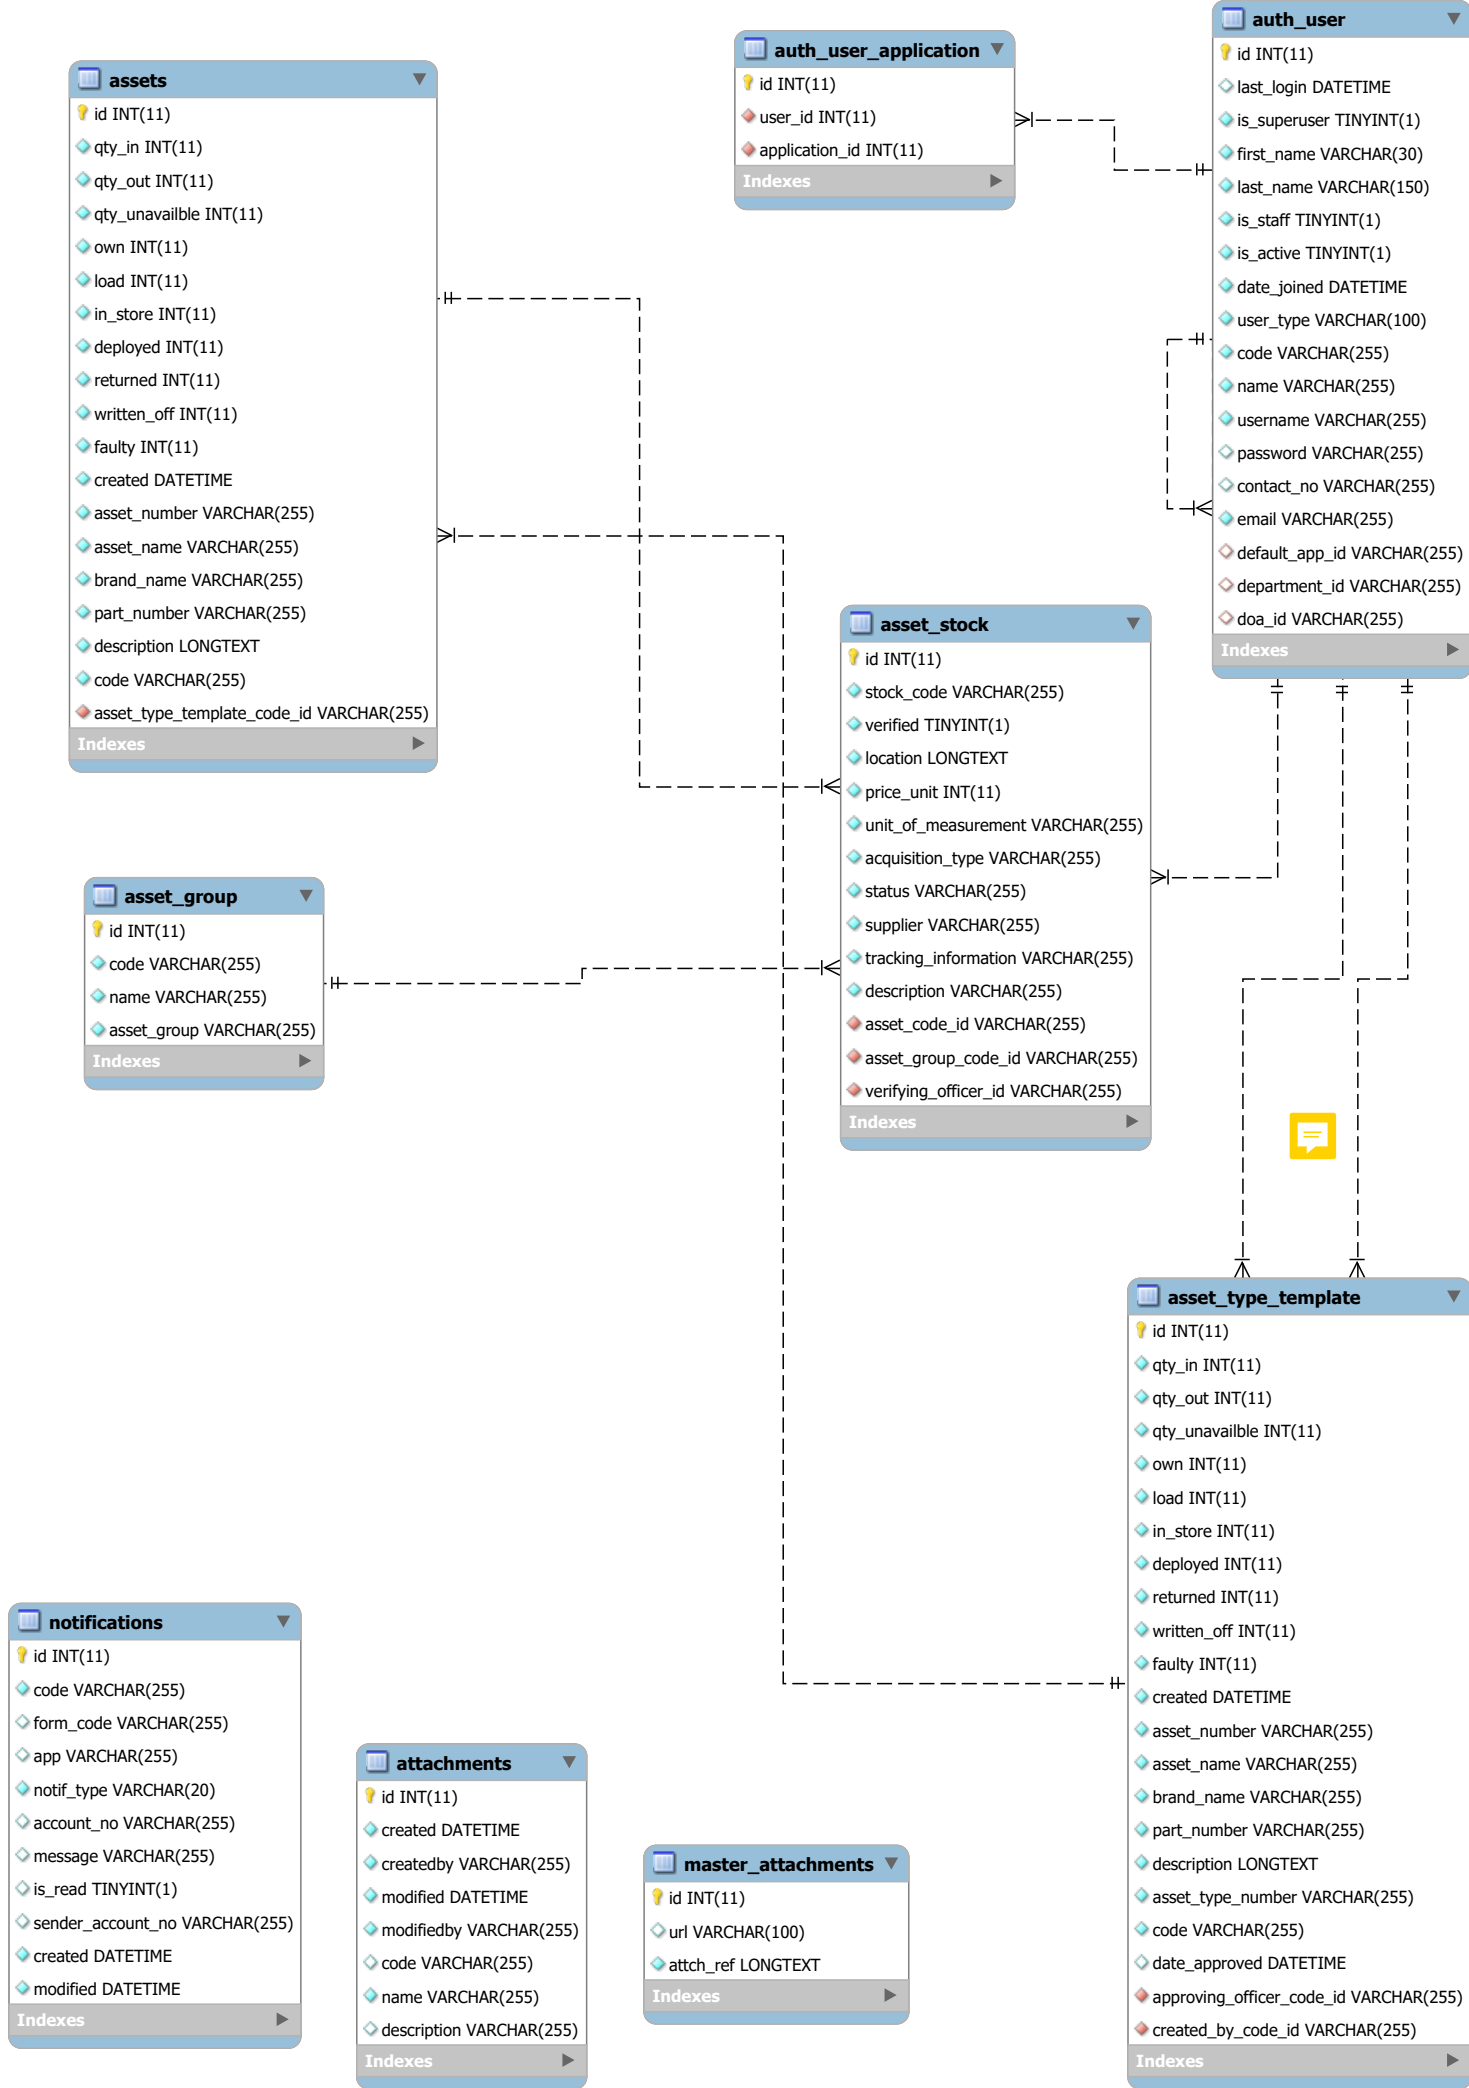 assets
id INT(11)
qty_in INT(11)
qty_out INT(11)
qty_unavailble INT(11)
own INT(11)
load INT(11)
in_store INT(11)
deployed INT(11)
returned INT(11)
written_off INT(11)
faulty INT(11)
created DATETIME
asset_number VARCHAR(255)
asset_name VARCHAR(255)
brand_name VARCHAR(255)
part_number VARCHAR(255)
description LONGTEXT
code VARCHAR(255)
asset_type_template_code_id VARCHAR(255)
Indexes
auth_user_application
id INT(11)
user_id INT(11)
application_id INT(11)
Indexes
auth_user
id INT(11)
last_login DATETIME
is_superuser TINYINT(1)
first_name VARCHAR(30)
last_name VARCHAR(150)
is_staff TINYINT(1)
is_active TINYINT(1)
date_joined DATETIME
user_type VARCHAR(100)
code VARCHAR(255)
name VARCHAR(255)
username VARCHAR(255)
password VARCHAR(255)
contact_no VARCHAR(255)
email VARCHAR(255)
default_app_id VARCHAR(255)
department_id VARCHAR(255)
doa_id VARCHAR(255)
Indexes
asset_stock
id INT(11)
stock_code VARCHAR(255)
verified TINYINT(1)
location LONGTEXT
price_unit INT(11)
unit_of_measurement VARCHAR(255)
acquisition_type VARCHAR(255)
status VARCHAR(255)
supplier VARCHAR(255)
tracking_information VARCHAR(255)
description VARCHAR(255)
asset_code_id VARCHAR(255)
asset_group_code_id VARCHAR(255)
verifying_officer_id VARCHAR(255)
Indexes
asset_group
id INT(11)
code VARCHAR(255)
name VARCHAR(255)
asset_group VARCHAR(255)
Indexes
asset_type_template
id INT(11)
qty_in INT(11)
qty_out INT(11)
qty_unavailble INT(11)
own INT(11)
load INT(11)
in_store INT(11)
deployed INT(11)
returned INT(11)
written_off INT(11)
faulty INT(11)
created DATETIME
asset_number VARCHAR(255)
asset_name VARCHAR(255)
brand_name VARCHAR(255)
part_number VARCHAR(255)
description LONGTEXT
asset_type_number VARCHAR(255)
code VARCHAR(255)
date_approved DATETIME
approving_officer_code_id VARCHAR(255)
created_by_code_id VARCHAR(255)
Indexes
notifications
id INT(11)
code VARCHAR(255)
form_code VARCHAR(255)
app VARCHAR(255)
notif_type VARCHAR(20)
account_no VARCHAR(255)
message VARCHAR(255)
is_read TINYINT(1)
sender_account_no VARCHAR(255)
created DATETIME
modified DATETIME
Indexes
attachments
id INT(11)
created DATETIME
createdby VARCHAR(255)
modified DATETIME
modifiedby VARCHAR(255)
code VARCHAR(255)
name VARCHAR(255)
description VARCHAR(255)
Indexes
master_attachments
id INT(11)
url VARCHAR(100)
attch_ref LONGTEXT
Indexes